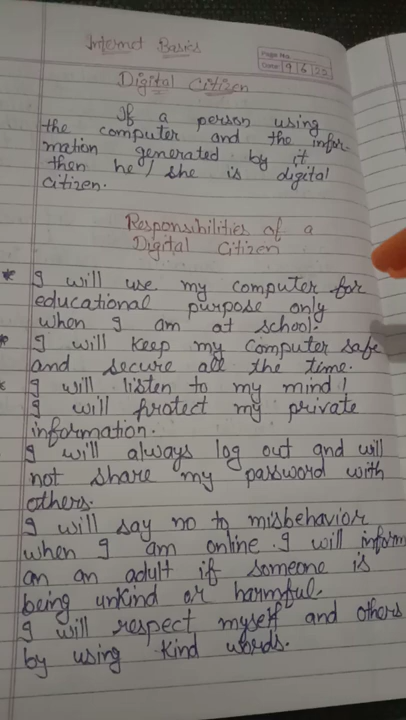 Internet Basics
Page No.
Date 9 6 22
Digital Citizen
If a person using
the computer and the infor-
mation generated by it
then he/she is digital
citizen.
Responsibilities of a
Digital Citizen
* I will use my computer for
educational purpose only
when I am at school.
* I will keep my computer safe
and secure all the time.
* I will listen to my mind!
I will protect my private
information.
I will always log out and will
not share my password with
others.
I will say no to misbehavior
when I am online. I will inform
an an adult if someone is
being unkind or harmful.
I will respect myself and others
by using kind words.